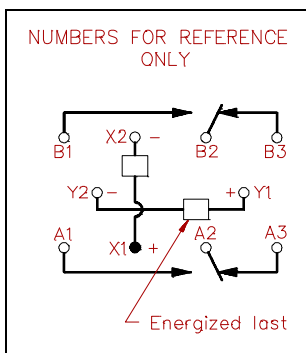 NUMBERS FOR REFERENCE
ONLY
X2 -
B1 B2 B3
Y2 - + Y1
A1 X1 + A2 A3
Energized last